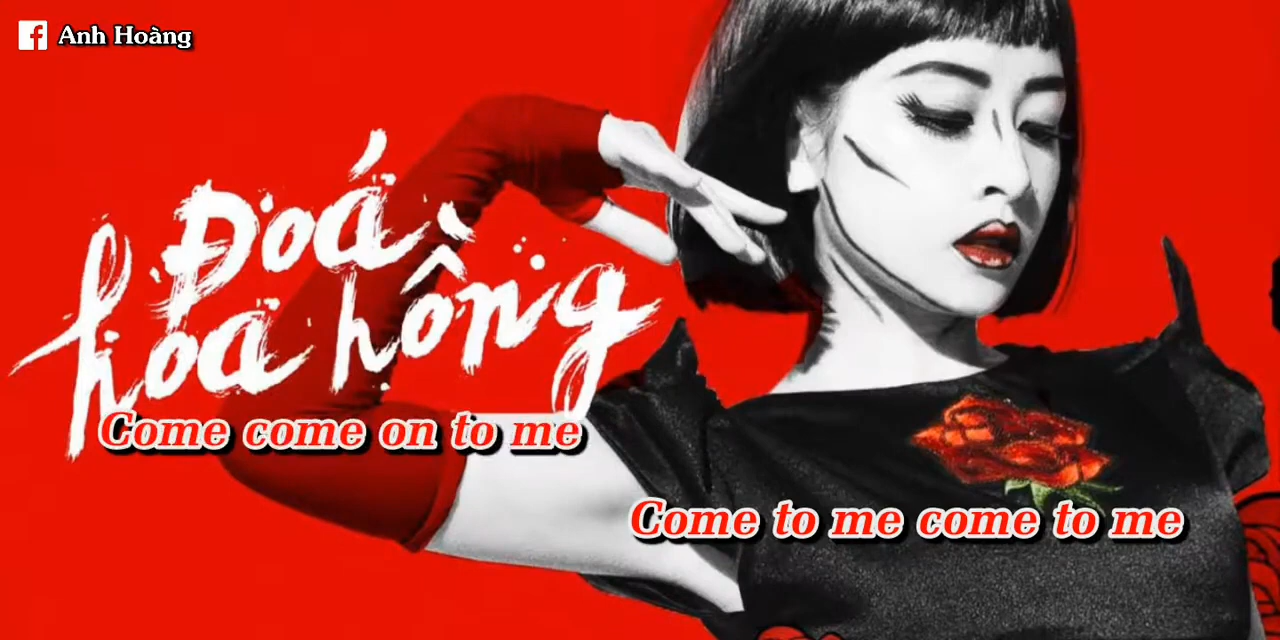 Anh Hoàng
Đoá
hoa hồng
Come come on to me
Come to me come to me